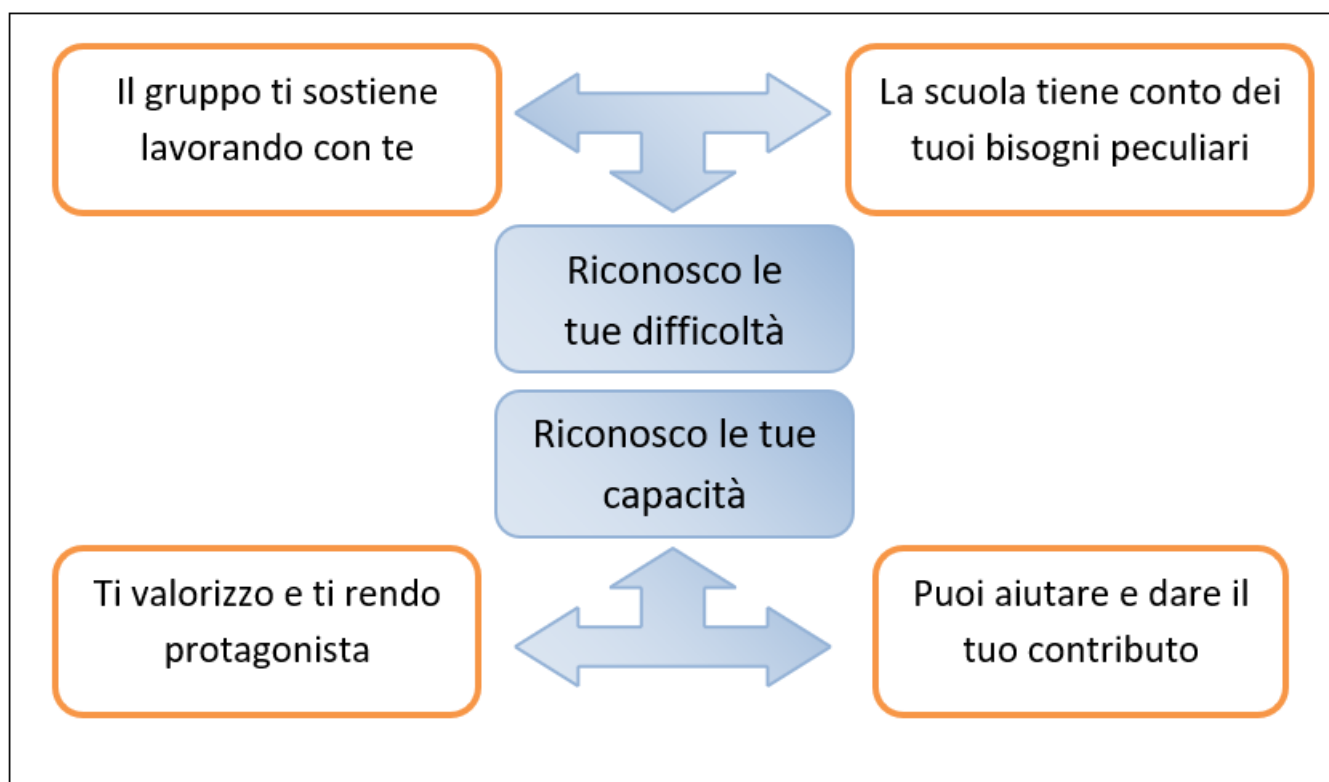 Il gruppo ti sostiene
lavorando con te
La scuola tiene conto dei
tuoi bisogni peculiari
Riconosco le
tue difficoltà
Riconosco le tue
capacità
Ti valorizzo e ti rendo
protagonista
Puoi aiutare e dare il
tuo contributo